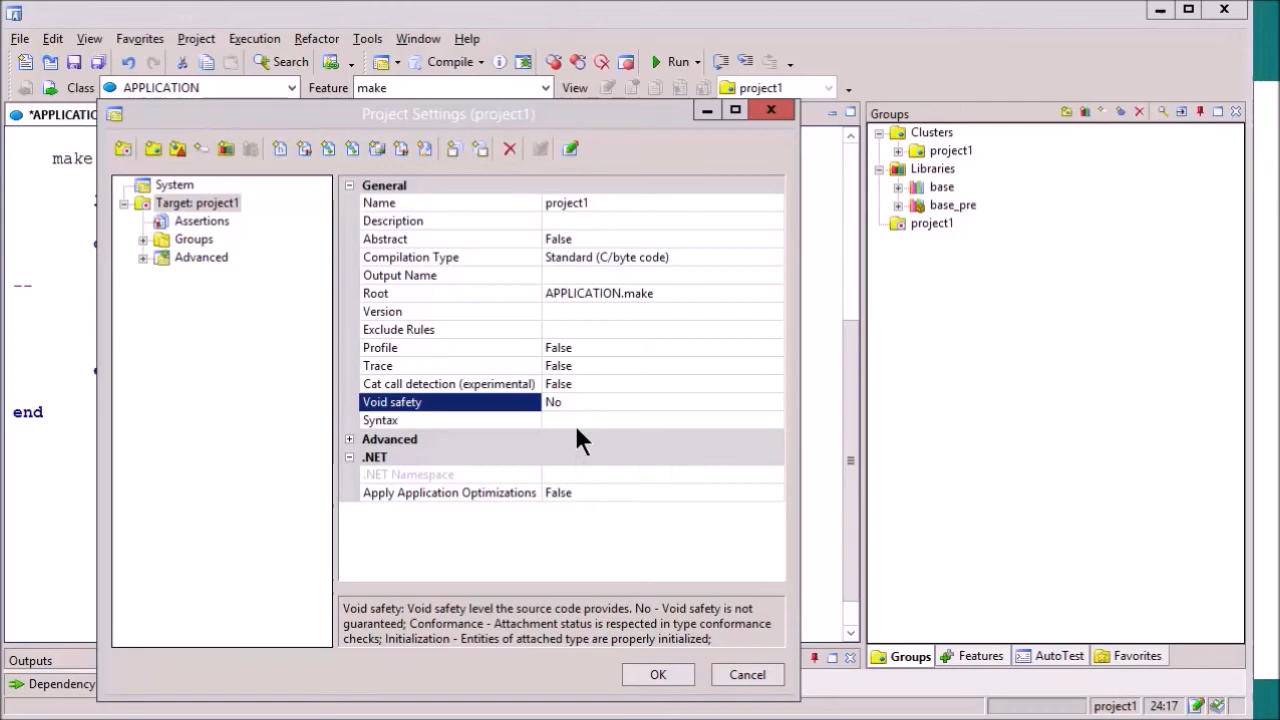 File Edit View Favorites Project Execution Refactor Tools Window Help
Search Compile Run
Class APPLICATION Feature make View project1
*APPLICATIO
Project Settings (project1)
Groups
make
end
System
Target: project1
Assertions
Groups
Advanced
General
Name project1
Description
Abstract False
Compilation Type Standard (C/byte code)
Output Name
Root APPLICATION.make
Version
Exclude Rules
Profile False
Trace False
Cat call detection (experimental) False
Void safety No
Syntax
Advanced
.NET
.NET Namespace
Apply Application Optimizations False
Void safety: Void safety level the source code provides. No - Void safety is not
guaranteed; Conformance - Attachment status is respected in type conformance
checks; Initialization - Entities of attached type are properly initialized;
OK Cancel
Clusters
project1
Libraries
base
base_pre
project1
Groups Features AutoTest Favorites
Outputs
Dependency
project1 24:17